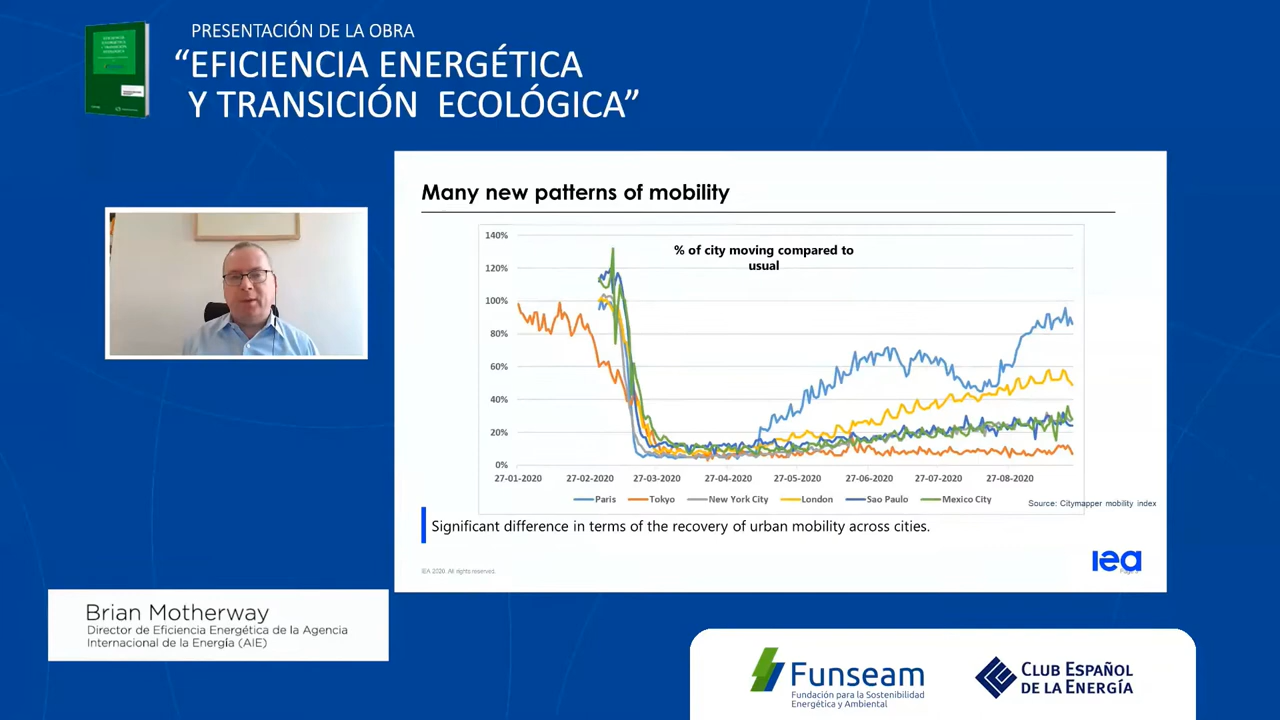 PRESENTACIÓN DE LA OBRA
“EFICIENCIA ENERGÉTICA
Y TRANSICIÓN ECOLÓGICA”
Many new patterns of mobility
% of city moving compared to
usual
140%
120%
100%
80%
60%
40%
20%
0%
27-01-2020 27-02-2020 27-03-2020 27-04-2020 27-05-2020 27-06-2020 27-07-2020 27-08-2020
Paris Tokyo New York City London Sao Paulo Mexico City
Source: Citymapper mobility index
Significant difference in terms of the recovery of urban mobility across cities.
iea
IEA 2020. All rights reserved.
Brian Motherway
Director de Eficiencia Energética de la Agencia
Internacional de la Energía (AIE)
Funseam
Fundación para la Sostenibilidad
Energética y Ambiental
CLUB ESPAÑOL
DE LA ENERGÍA